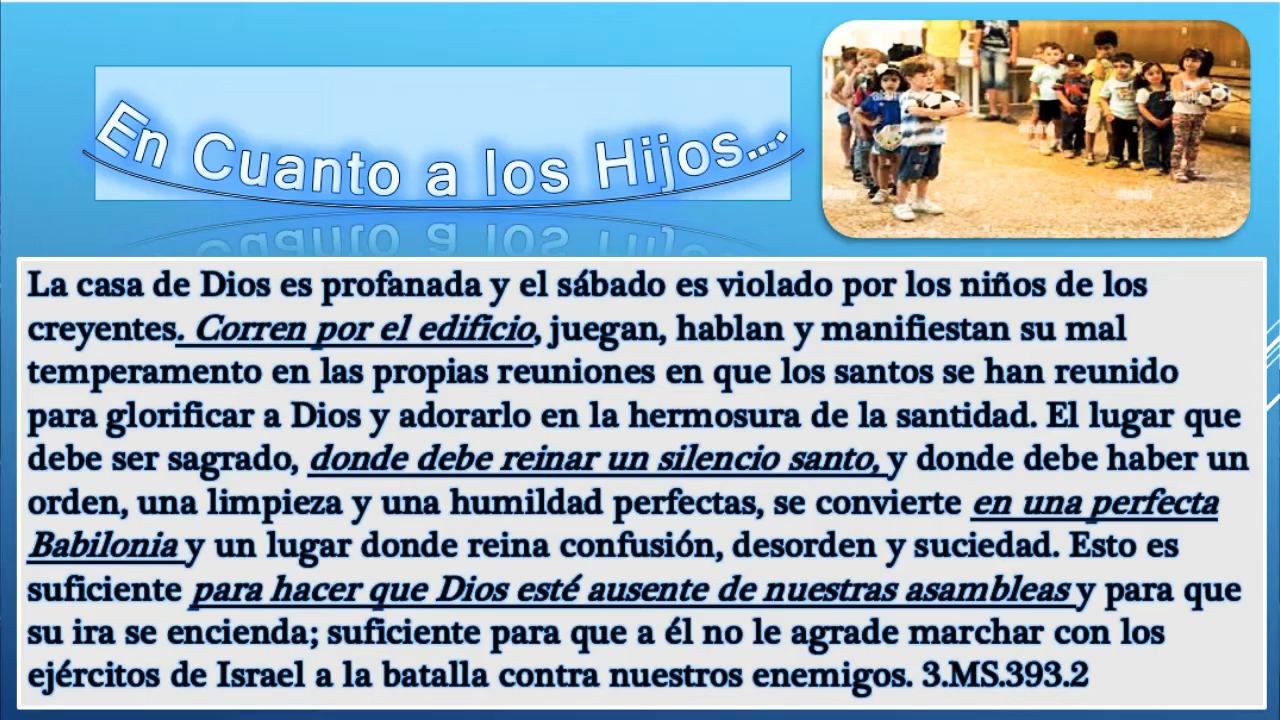 En Cuanto a los Hijos...
La casa de Dios es profanada y el sábado es violado por los niños de los
creyentes. Corren por el edificio, juegan, hablan y manifiestan su mal
temperamento en las propias reuniones en que los santos se han reunido
para glorificar a Dios y adorarlo en la hermosura de la santidad. El lugar que
debe ser sagrado, donde debe reinar un silencio santo, y donde debe haber un
orden, una limpieza y una humildad perfectas, se convierte en una perfecta
Babilonia y un lugar donde reina confusión, desorden y suciedad. Esto es
suficiente para hacer que Dios esté ausente de nuestras asambleas y para que
su ira se encienda; suficiente para que a él no le agrade marchar con los
ejércitos de Israel a la batalla contra nuestros enemigos. 3.MS.393.2